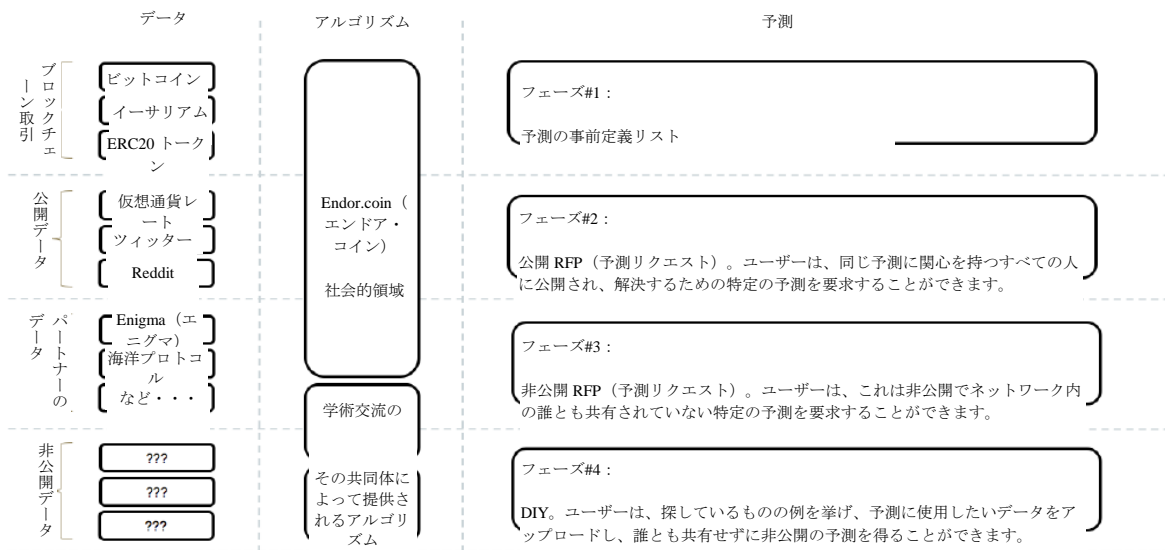 データ
アルゴリズム
予測
ブロックチェ
ーン取引
ビットコイン
イーサリアム
ERC20 トーク
ン
公開データ
仮想通貨レ
ート
ツィッター
Reddit
パートナーの
データ
Enigma（エ
ニグマ）
海洋プロトコ
ル
など・・・
非公開データ
???
???
???
Endor.coin（
エンドア・
コイン）
社会的領域
学術交流の
その共同体に
よって提供さ
れるアルゴリ
ズム
フェーズ#1：
予測の事前定義リスト
フェーズ#2：
公開 RFP（予測リクエスト）。ユーザーは、同じ予測に関心を持つすべての人
に公開され、解決するための特定の予測を要求することができます。
フェーズ#3：
非公開 RFP（予測リクエスト）。ユーザーは、これは非公開でネットワーク内
の誰とも共有されていない特定の予測を要求することができます。
フェーズ#4：
DIY。ユーザーは、探しているものの例を挙げ、予測に使用したいデータをア
ップロードし、誰とも共有せずに非公開の予測を得ることができます。